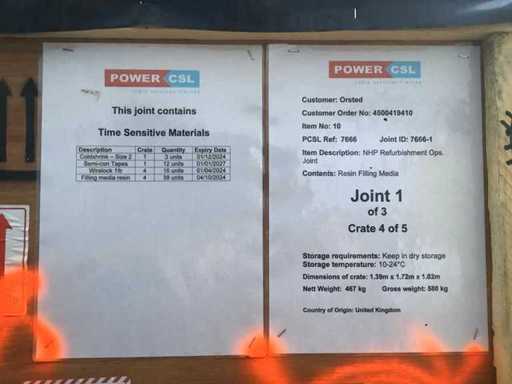 POWER CSL
This joint contains
Time Sensitive Materials
Description Crate Quantity Expiry Date
Coldshrink – Size 2 1 3 units 31/12/2024
Semi-con Tapes 4 12 units 01/01/2027
Wirelock 1ltr 4 16 units 01/04/2024
Filling media resin 4 39 units 04/10/2024
POWER CSL
Customer: Orsted
Customer Order No: 4500419410
Item No: 10
PCSL Ref: 7666 Joint ID: 7666-1
Item Description: NHP Refurbishment Ops.
Joint
Contents: Resin Filling Media
Joint 1
of 3
Crate 4 of 5
Storage requirements: Keep in dry storage
Storage temperature: 10-24°C
Dimensions of crate: 1.39m x 1.72m x 1.02m
Nett Weight: 467 kg Gross weight: 580 kg
Country of Origin: United Kingdom